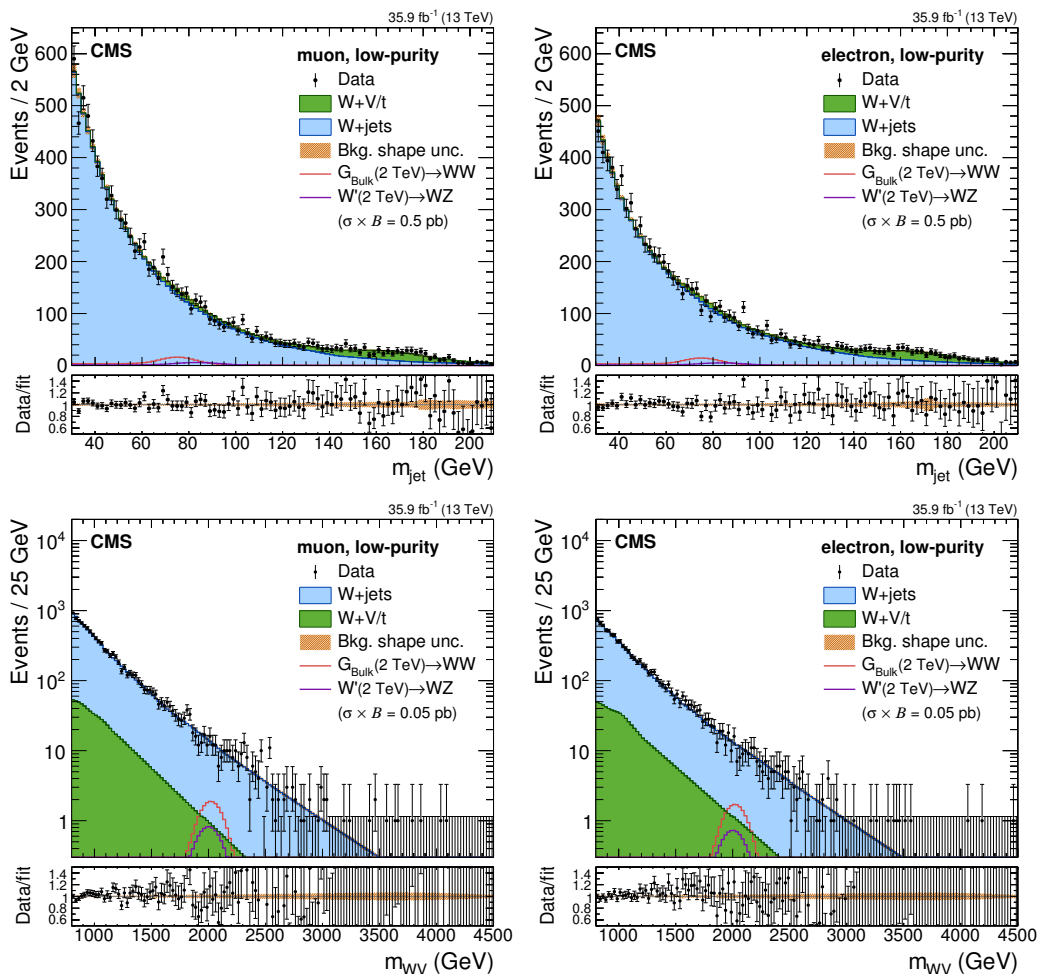 35.9 fb⁻¹ (13 TeV)
CMS
muon, low-purity
Data
W+V/t
W+jets
Bkg. shape unc.
G_Bulk(2 TeV)→WW
W'(2 TeV)→WZ
(σ × B = 0.5 pb)
Events / 2 GeV
600
500
400
300
200
100
0
Data/fit
1.4
1.2
1
0.8
0.6
40 60 80 100 120 140 160 180 200
m_jet (GeV)
35.9 fb⁻¹ (13 TeV)
CMS
electron, low-purity
Data
W+V/t
W+jets
Bkg. shape unc.
G_Bulk(2 TeV)→WW
W'(2 TeV)→WZ
(σ × B = 0.5 pb)
Events / 2 GeV
600
500
400
300
200
100
0
Data/fit
1.4
1.2
1
0.8
0.6
40 60 80 100 120 140 160 180 200
m_jet (GeV)
35.9 fb⁻¹ (13 TeV)
CMS
muon, low-purity
Data
W+jets
W+V/t
Bkg. shape unc.
G_Bulk(2 TeV)→WW
W'(2 TeV)→WZ
(σ × B = 0.05 pb)
Events / 25 GeV
10⁴
10³
10²
10
1
Data/fit
1.4
1.2
1
0.8
0.6
1000 1500 2000 2500 3000 3500 4000 4500
m_WV (GeV)
35.9 fb⁻¹ (13 TeV)
CMS
electron, low-purity
Data
W+jets
W+V/t
Bkg. shape unc.
G_Bulk(2 TeV)→WW
W'(2 TeV)→WZ
(σ × B = 0.05 pb)
Events / 25 GeV
10⁴
10³
10²
10
1
Data/fit
1.4
1.2
1
0.8
0.6
1000 1500 2000 2500 3000 3500 4000 4500
m_WV (GeV)